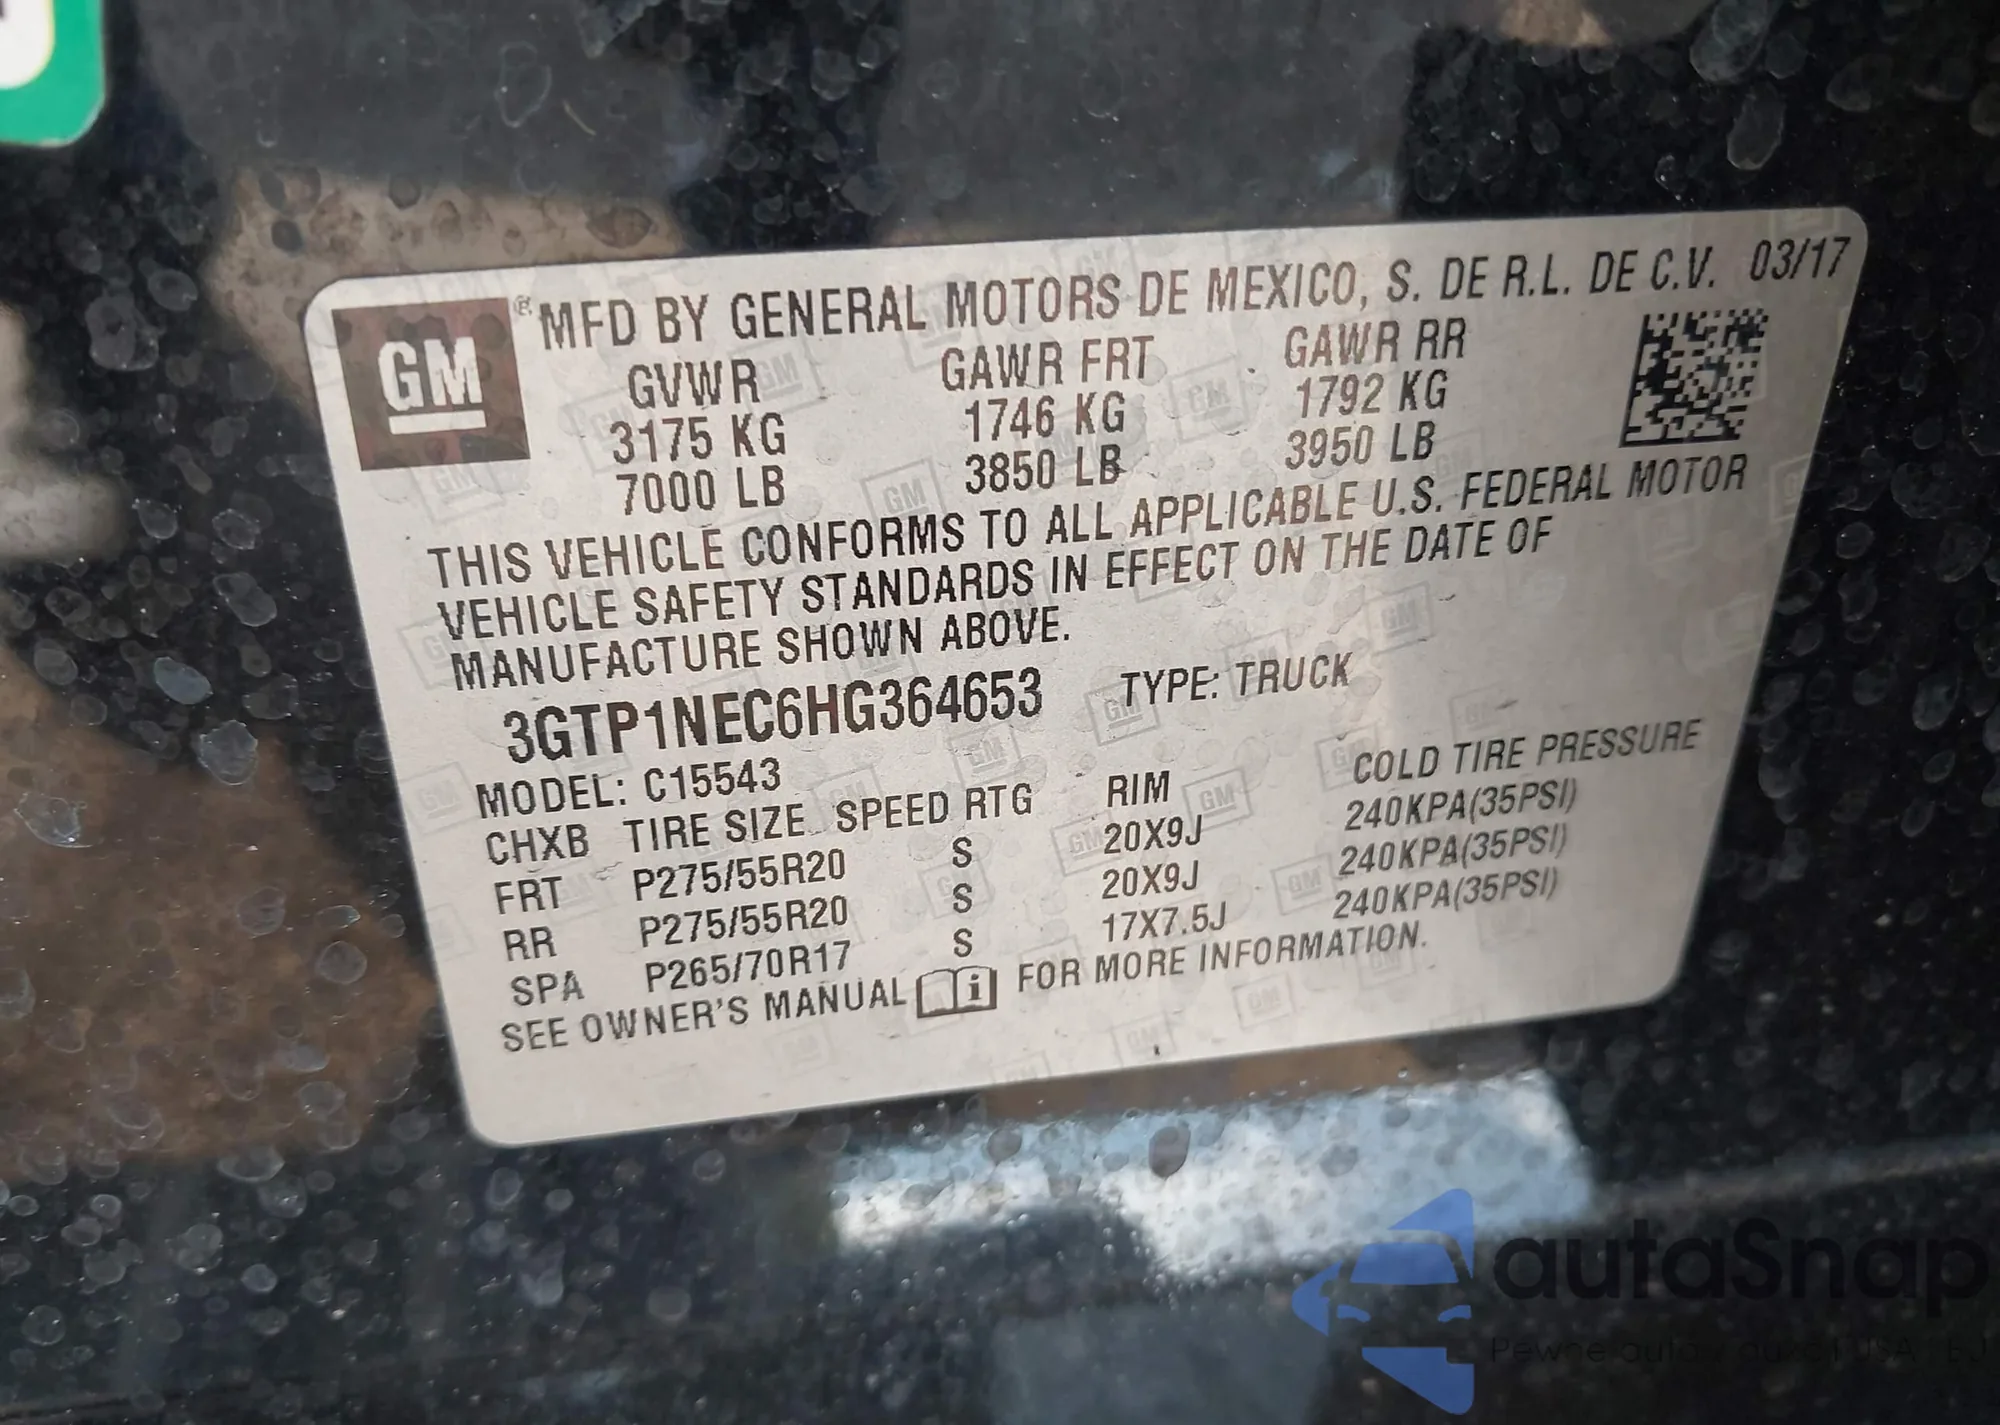 GM ® MFD BY GENERAL MOTORS DE MEXICO, S. DE R.L. DE C.V. 03/17
GVWR GAWR FRT GAWR RR
3175 KG 1746 KG 1792 KG
7000 LB 3850 LB 3950 LB
THIS VEHICLE CONFORMS TO ALL APPLICABLE U.S. FEDERAL MOTOR
VEHICLE SAFETY STANDARDS IN EFFECT ON THE DATE OF
MANUFACTURE SHOWN ABOVE.
3GTP1NEC6HG364653 TYPE: TRUCK
MODEL: C15543
CHXB TIRE SIZE SPEED RTG RIM COLD TIRE PRESSURE
FRT P275/55R20 S 20X9J 240KPA(35PSI)
RR P275/55R20 S 20X9J 240KPA(35PSI)
SPA P265/70R17 S 17X7.5J 240KPA(35PSI)
SEE OWNER'S MANUAL i FOR MORE INFORMATION.
autaSnap
Pewne auta